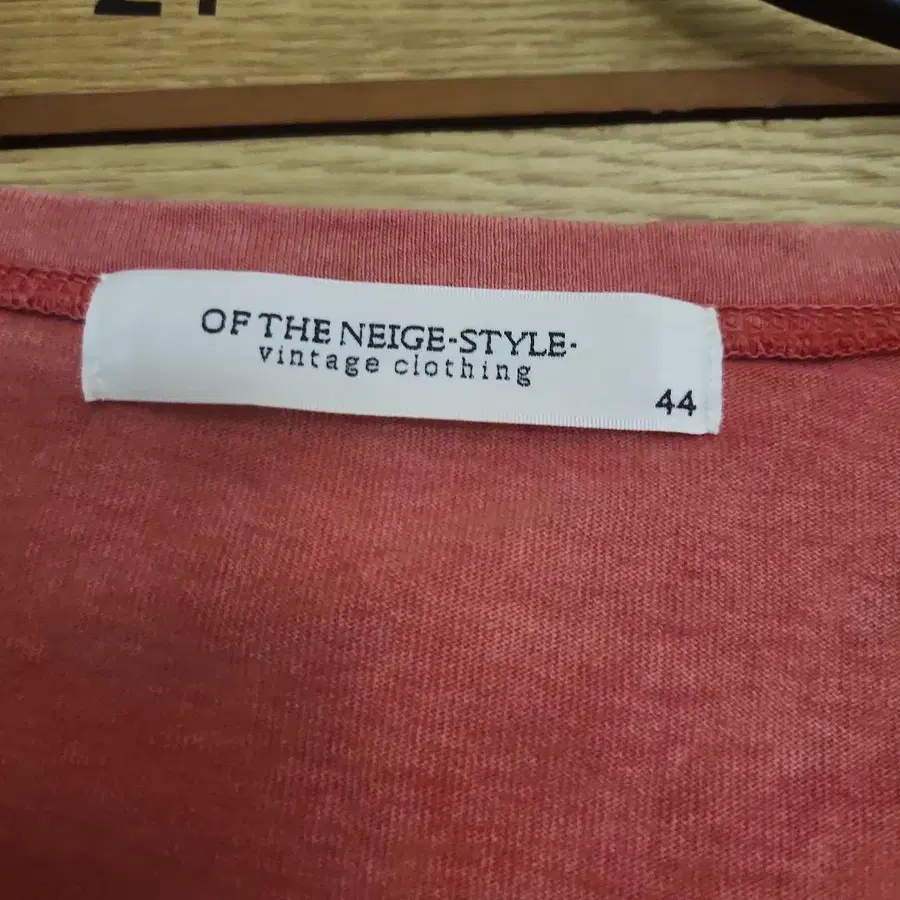 OF THE NEIGE-STYLE-
vintage clothing
44